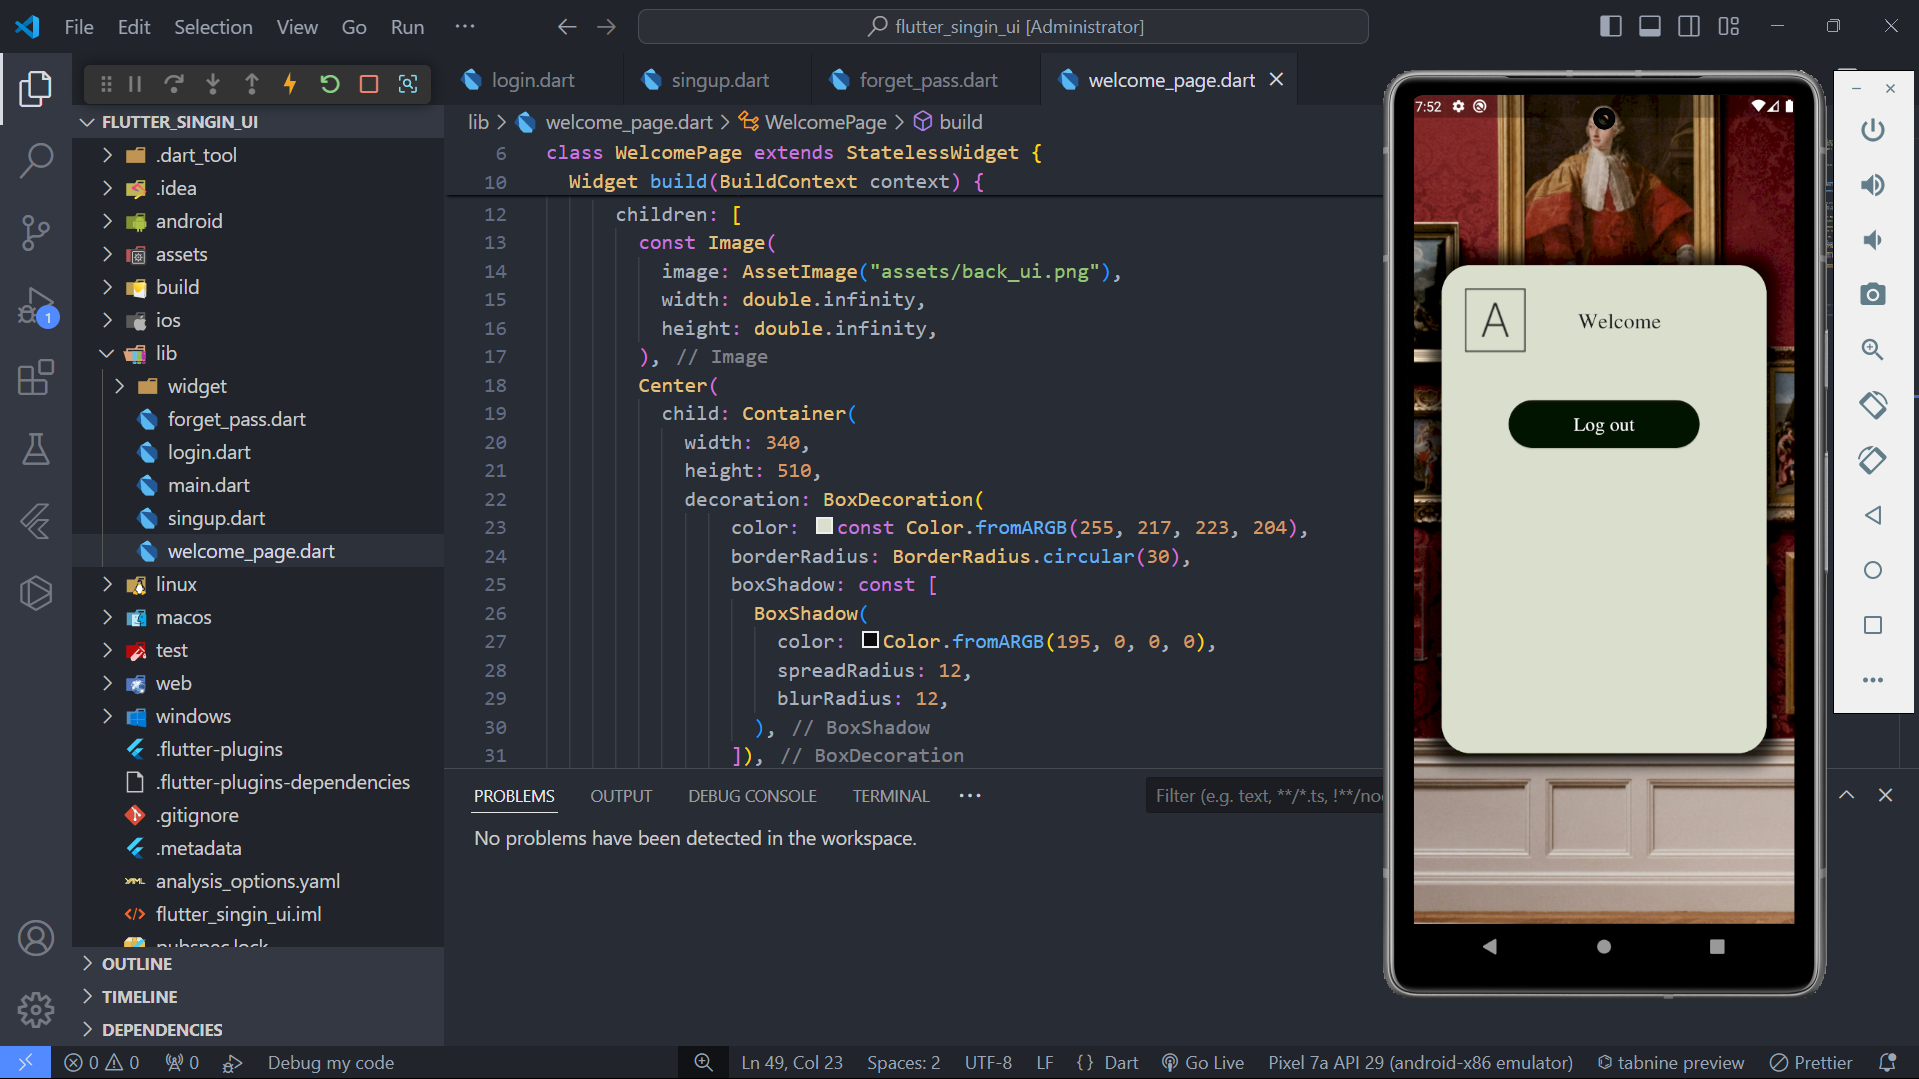 File Edit Selection View Go Run ···
flutter_singin_ui [Administrator]
login.dart singup.dart forget_pass.dart welcome_page.dart
FLUTTER_SINGIN_UI
.dart_tool
.idea
android
assets
build
ios
lib
widget
forget_pass.dart
login.dart
main.dart
singup.dart
welcome_page.dart
linux
macos
test
web
windows
.flutter-plugins
.flutter-plugins-dependencies
.gitignore
.metadata
analysis_options.yaml
flutter_singin_ui.iml
pubspec.lock
OUTLINE
TIMELINE
DEPENDENCIES
1
lib > welcome_page.dart > WelcomePage > build
6 class WelcomePage extends StatelessWidget {
10 Widget build(BuildContext context) {
12 children: [
13 const Image(
14 image: AssetImage("assets/back_ui.png"),
15 width: double.infinity,
16 height: double.infinity,
17 ), // Image
18 Center(
19 child: Container(
20 width: 340,
21 height: 510,
22 decoration: BoxDecoration(
23 color: const Color.fromARGB(255, 217, 223, 204),
24 borderRadius: BorderRadius.circular(30),
25 boxShadow: const [
26 BoxShadow(
27 color: Color.fromARGB(195, 0, 0, 0),
28 spreadRadius: 12,
29 blurRadius: 12,
30 ), // BoxShadow
31 ]), // BoxDecoration
PROBLEMS OUTPUT DEBUG CONSOLE TERMINAL ···
Filter (e.g. text, **/*.ts, !**/no
No problems have been detected in the workspace.
7:52
A
Welcome
Log out
0 0 0 Debug my code
Ln 49, Col 23 Spaces: 2 UTF-8 LF {} Dart Go Live Pixel 7a API 29 (android-x86 emulator) tabnine preview Prettier